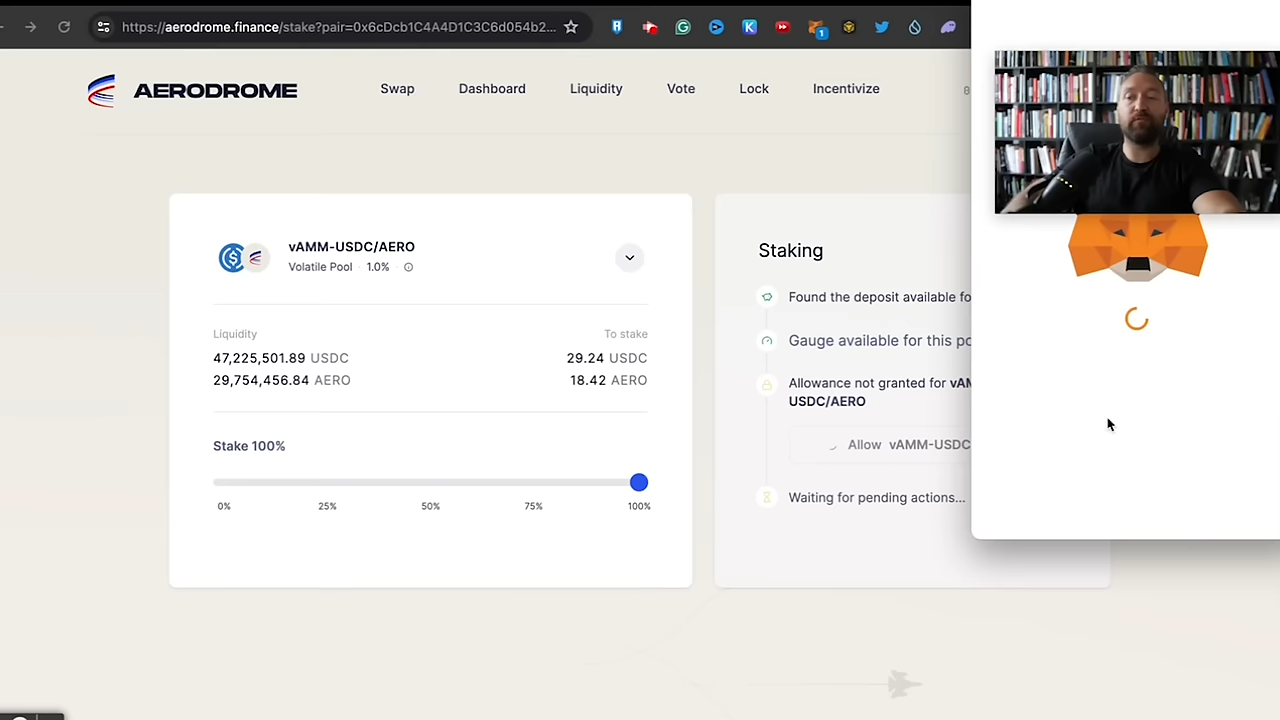 https://aerodrome.finance/stake?pair=0x6cDcb1C4A4D1C3C6d054b2...
1
AERODROME
Swap
Dashboard
Liquidity
Vote
Lock
Incentivize
vAMM-USDC/AERO
Volatile Pool · 1.0%
Liquidity
To stake
47,225,501.89 USDC
29.24 USDC
29,754,456.84 AERO
18.42 AERO
Stake 100%
0%
25%
50%
75%
100%
Staking
Found the deposit available fo
Gauge available for this po
Allowance not granted for vAM
USDC/AERO
Allow vAMM-USDC
Waiting for pending actions...